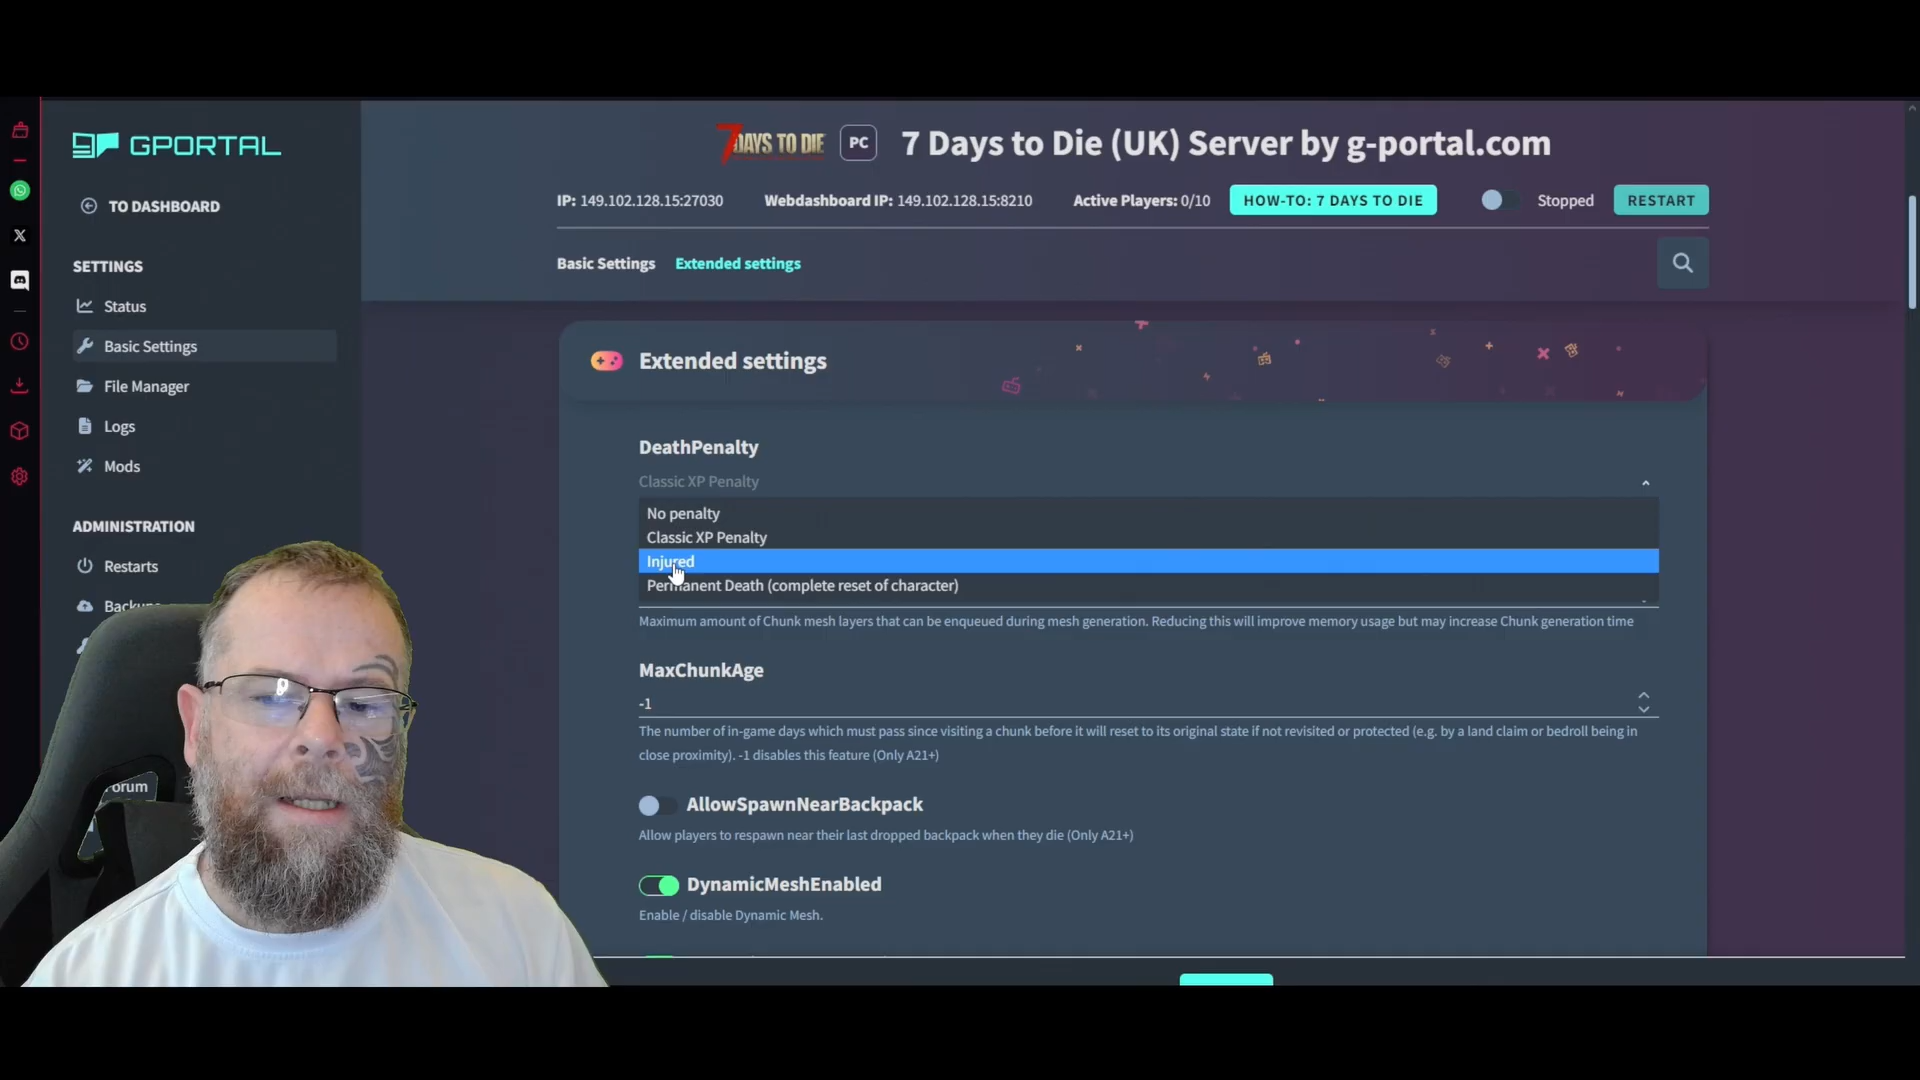 GPORTAL
7 DAYS TO DIE
PC
7 Days to Die (UK) Server by g-portal.com
TO DASHBOARD
IP: 149.102.128.15:27030
Webdashboard IP: 149.102.128.15:8210
Active Players: 0/10
HOW-TO: 7 DAYS TO DIE
Stopped
RESTART
SETTINGS
Basic Settings
Extended settings
Status
Basic Settings
File Manager
Logs
Mods
ADMINISTRATION
Restarts
Extended settings
DeathPenalty
Classic XP Penalty
No penalty
Classic XP Penalty
Injured
Permanent Death (complete reset of character)
Maximum amount of Chunk mesh layers that can be enqueued during mesh generation. Reducing this will improve memory usage but may increase Chunk generation time
MaxChunkAge
-1
The number of in-game days which must pass since visiting a chunk before it will reset to its original state if not revisited or protected (e.g. by a land claim or bedroll being in
close proximity). -1 disables this feature (Only A21+)
AllowSpawnNearBackpack
Allow players to respawn near their last dropped backpack when they die (Only A21+)
DynamicMeshEnabled
Enable / disable Dynamic Mesh.